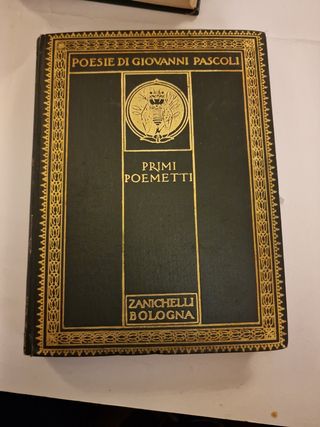 POESIE DI GIOVANNI PASCOLI
PRIMI
POEMETTI
ZANICHELLI
BOLOGNA